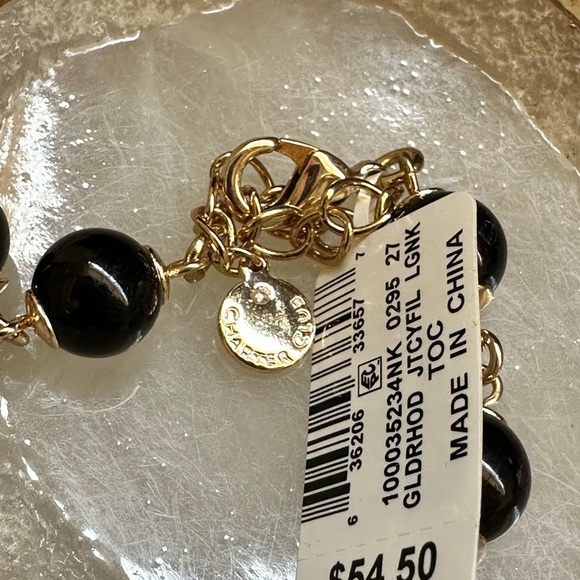 CHARTER CLUB
6 36206 33657 7
100035234NK 0295 27
GLDRHOD JTCYFIL LGNK
TOC
MADE IN CHINA
$54.50